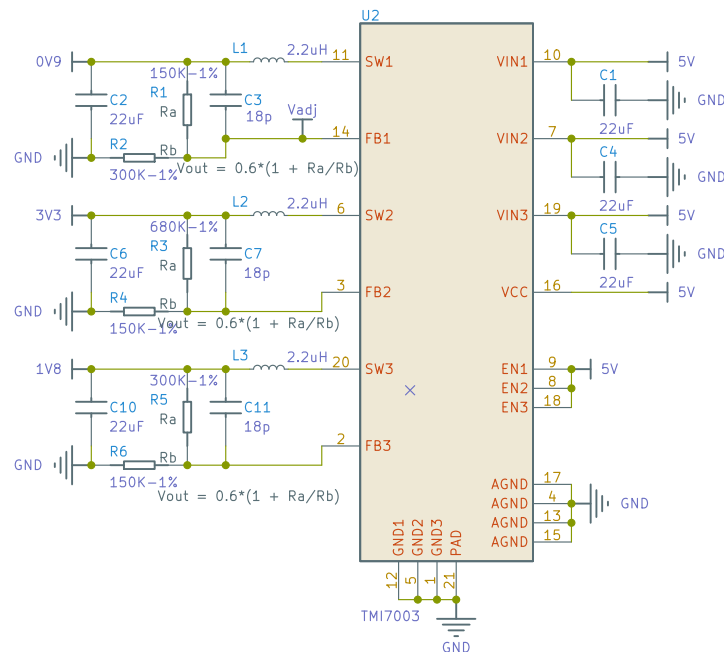 U2
L1
2.2uH
11
SW1
VIN1
10
5V
0V9
150K-1%
R1
Ra
C2
22uF
C3
18p
Vadj
C1
22uF
GND
R2
Rb
300K-1%
GND
14
FB1
VIN2
7
5V
Vout = 0.6*(1 + Ra/Rb)
C4
22uF
GND
L2
2.2uH
6
SW2
VIN3
19
5V
3V3
680K-1%
R3
Ra
C6
22uF
C7
18p
C5
22uF
GND
3
FB2
VCC
16
5V
GND
R4
Rb
150K-1%
Vout = 0.6*(1 + Ra/Rb)
L3
2.2uH
20
SW3
EN1
9
5V
EN2
8
EN3
18
1V8
300K-1%
R5
Ra
C10
22uF
C11
18p
2
FB3
GND
R6
Rb
150K-1%
Vout = 0.6*(1 + Ra/Rb)
AGND
17
AGND
4
GND
AGND
13
AGND
15
GND1
GND2
GND3
PAD
12
5
1
21
TMI7003
GND